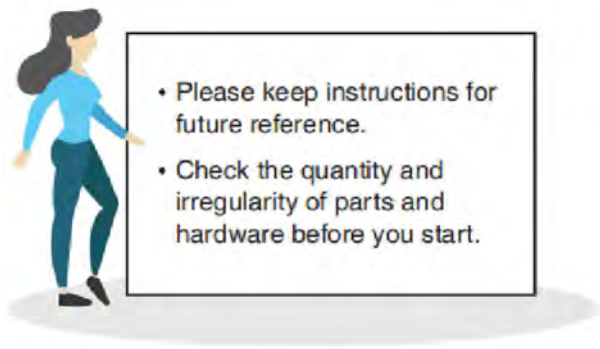 • Please keep instructions for
future reference.
• Check the quantity and
irregularity of parts and
hardware before you start.